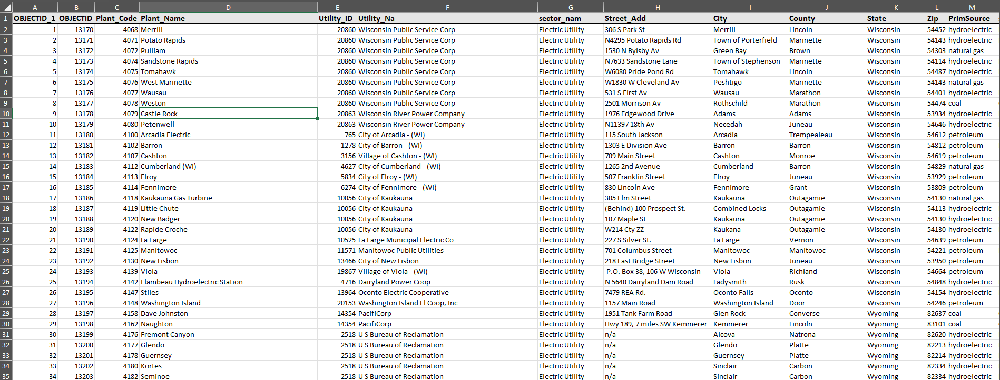 A B C D E F G H I J K L M
1 OBJECTID_1 OBJECTID Plant_Code Plant_Name Utility_ID Utility_Na sector_nam Street_Add City County State Zip PrimSource
2 1 13170 4068 Merrill 20860 Wisconsin Public Service Corp Electric Utility 306 S Park St Merrill Lincoln Wisconsin 54452 hydroelectric
3 2 13171 4071 Potato Rapids 20860 Wisconsin Public Service Corp Electric Utility N4295 Potato Rapids Rd Town of Porterfield Marinette Wisconsin 54143 hydroelectric
4 3 13172 4072 Pulliam 20860 Wisconsin Public Service Corp Electric Utility 1530 N Bylsby Av Green Bay Brown Wisconsin 54303 natural gas
5 4 13173 4074 Sandstone Rapids 20860 Wisconsin Public Service Corp Electric Utility N7633 Sandstone Lane Town of Stephenson Marinette Wisconsin 54114 hydroelectric
6 5 13174 4075 Tomahawk 20860 Wisconsin Public Service Corp Electric Utility W6080 Pride Pond Rd Tomahawk Lincoln Wisconsin 54487 hydroelectric
7 6 13175 4076 West Marinette 20860 Wisconsin Public Service Corp Electric Utility W1830 W Cleveland Av Peshtigo Marinette Wisconsin 54143 natural gas
8 7 13176 4077 Wausau 20860 Wisconsin Public Service Corp Electric Utility 531 S First Av Wausau Marathon Wisconsin 54401 hydroelectric
9 8 13177 4078 Weston 20860 Wisconsin Public Service Corp Electric Utility 2501 Morrison Av Rothschild Marathon Wisconsin 54474 coal
10 9 13178 4079 Castle Rock 20863 Wisconsin River Power Company Electric Utility 1976 Edgewood Drive Adams Adams Wisconsin 53934 hydroelectric
11 10 13179 4080 Petenwell 20863 Wisconsin River Power Company Electric Utility N11397 18th Av Necedah Juneau Wisconsin 54646 hydroelectric
12 11 13180 4100 Arcadia Electric 765 City of Arcadia - (WI) Electric Utility 115 South Jackson Arcadia Trempealeau Wisconsin 54612 petroleum
13 12 13181 4102 Barron 1278 City of Barron - (WI) Electric Utility 1303 E Division Ave Barron Barron Wisconsin 54812 petroleum
14 13 13182 4107 Cashton 3156 Village of Cashton - (WI) Electric Utility 709 Main Street Cashton Monroe Wisconsin 54619 petroleum
15 14 13183 4112 Cumberland (WI) 4627 City of Cumberland - (WI) Electric Utility 1265 2nd Avenue Cumberland Barron Wisconsin 54829 natural gas
16 15 13184 4113 Elroy 5834 City of Elroy - (WI) Electric Utility 507 Franklin Street Elroy Juneau Wisconsin 53929 petroleum
17 16 13185 4114 Fennimore 6274 City of Fennimore - (WI) Electric Utility 830 Lincoln Ave Fennimore Grant Wisconsin 53809 petroleum
18 17 13186 4118 Kaukauna Gas Turbine 10056 City of Kaukauna Electric Utility 305 Elm Street Kaukauna Outagamie Wisconsin 54130 natural gas
19 18 13187 4119 Little Chute 10056 City of Kaukauna Electric Utility (Behind) 100 Prospect St. Combined Locks Outagamie Wisconsin 54113 hydroelectric
20 19 13188 4120 New Badger 10056 City of Kaukauna Electric Utility 107 Maple St Kaukauna Outagamie Wisconsin 54130 hydroelectric
21 20 13189 4122 Rapide Croche 10056 City of Kaukauna Electric Utility W214 Cty ZZ Kaukana Outagamie Wisconsin 54130 hydroelectric
22 21 13190 4124 La Farge 10525 La Farge Municipal Electric Co Electric Utility 227 S Silver St. La Farge Vernon Wisconsin 54639 petroleum
23 22 13191 4125 Manitowoc 11571 Manitowoc Public Utilities Electric Utility 701 Columbus Street Manitowoc Manitowoc Wisconsin 54221 petroleum
24 23 13192 4130 New Lisbon 13466 City of New Lisbon Electric Utility 218 East Bridge Street New Lisbon Juneau Wisconsin 53950 petroleum
25 24 13193 4139 Viola 19867 Village of Viola - (WI) Electric Utility P.O. Box 38, 106 W Wisconsin Viola Richland Wisconsin 54664 petroleum
26 25 13194 4142 Flambeau Hydroelectric Station 4716 Dairyland Power Coop Electric Utility N 5640 Dairyland Dam Road Ladysmith Rusk Wisconsin 54848 hydroelectric
27 26 13195 4147 Stiles 13964 Oconto Electric Cooperative Electric Utility 7479 REA Rd. Oconto Falls Oconto Wisconsin 54154 hydroelectric
28 27 13196 4148 Washington Island 20153 Washington Island El Coop, Inc Electric Utility 1157 Main Road Washington Island Door Wisconsin 54246 petroleum
29 28 13197 4158 Dave Johnston 14354 PacifiCorp Electric Utility 1951 Tank Farm Road Glen Rock Converse Wyoming 82637 coal
30 29 13198 4162 Naughton 14354 PacifiCorp Electric Utility Hwy 189, 7 miles SW Kemmerer Kemmerer Lincoln Wyoming 83101 coal
31 30 13199 4176 Fremont Canyon 2518 U S Bureau of Reclamation Electric Utility n/a Alcova Natrona Wyoming 82620 hydroelectric
32 31 13200 4177 Glendo 2518 U S Bureau of Reclamation Electric Utility n/a Glendo Platte Wyoming 82213 hydroelectric
33 32 13201 4178 Guernsey 2518 U S Bureau of Reclamation Electric Utility n/a Guernsey Platte Wyoming 82214 hydroelectric
34 33 13202 4180 Kortes 2518 U S Bureau of Reclamation Electric Utility n/a Sinclair Carbon Wyoming 82334 hydroelectric
35 34 13203 4182 Seminoe 2518 U S Bureau of Reclamation Electric Utility n/a Sinclair Carbon Wyoming 82334 hydroelectric